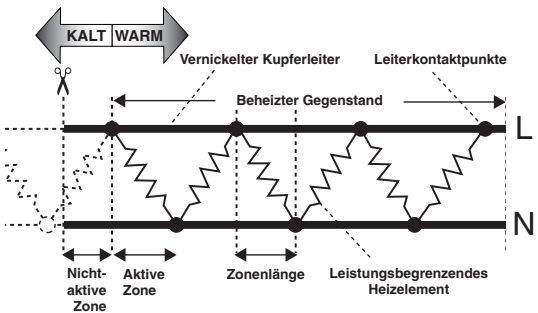 KALT WARM
Vernickelter Kupferleiter
Leiterkontaktpunkte
Beheizter Gegenstand
L
N
Nicht-
aktive
Zone
Aktive
Zone
Zonenlänge
Leistungsbegrenzendes
Heizelement